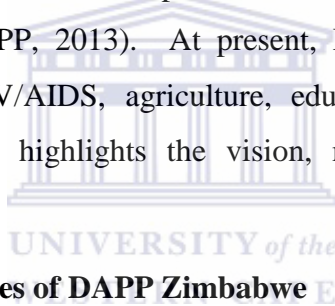 PP, 2013). At present,
V/AIDS, agriculture, edu
highlights the vision,
UNIVERSITY of the
es of DAPP Zimbabwe